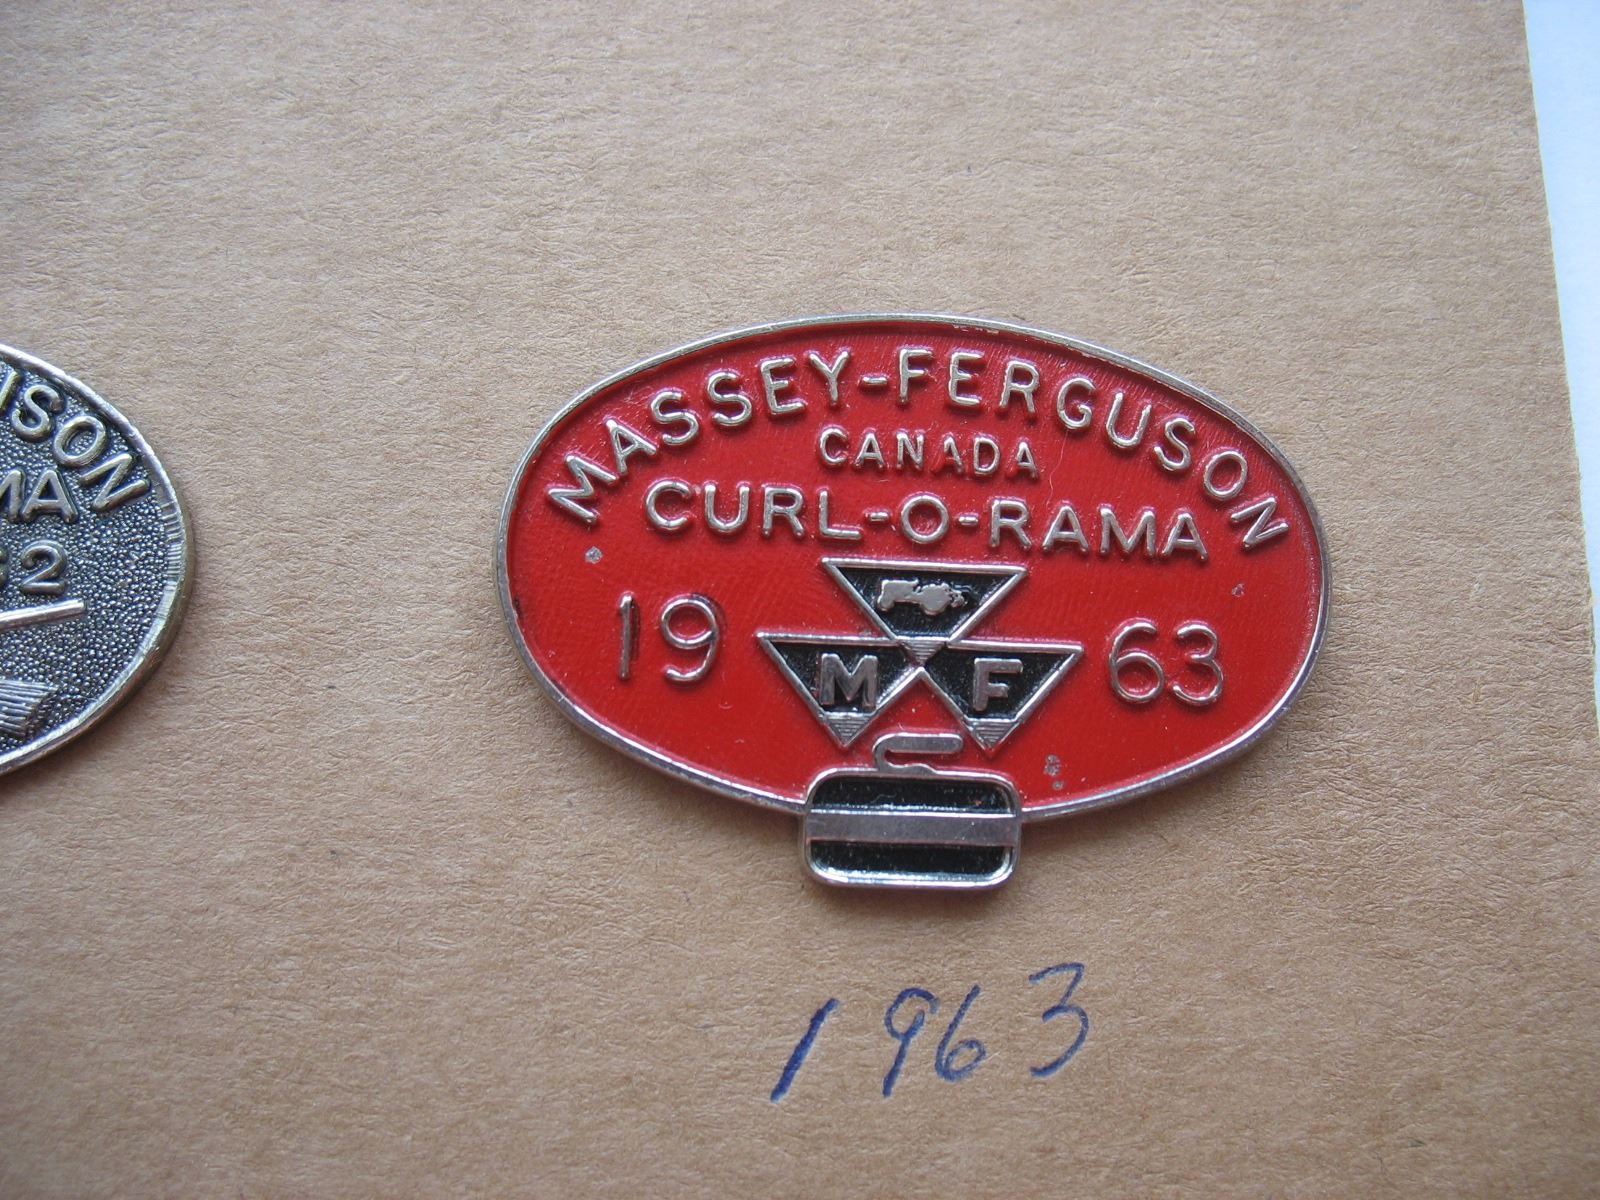 MASSEY-FERGUSON
CANADA
CURL-O-RAMA
19 63
M F
1963